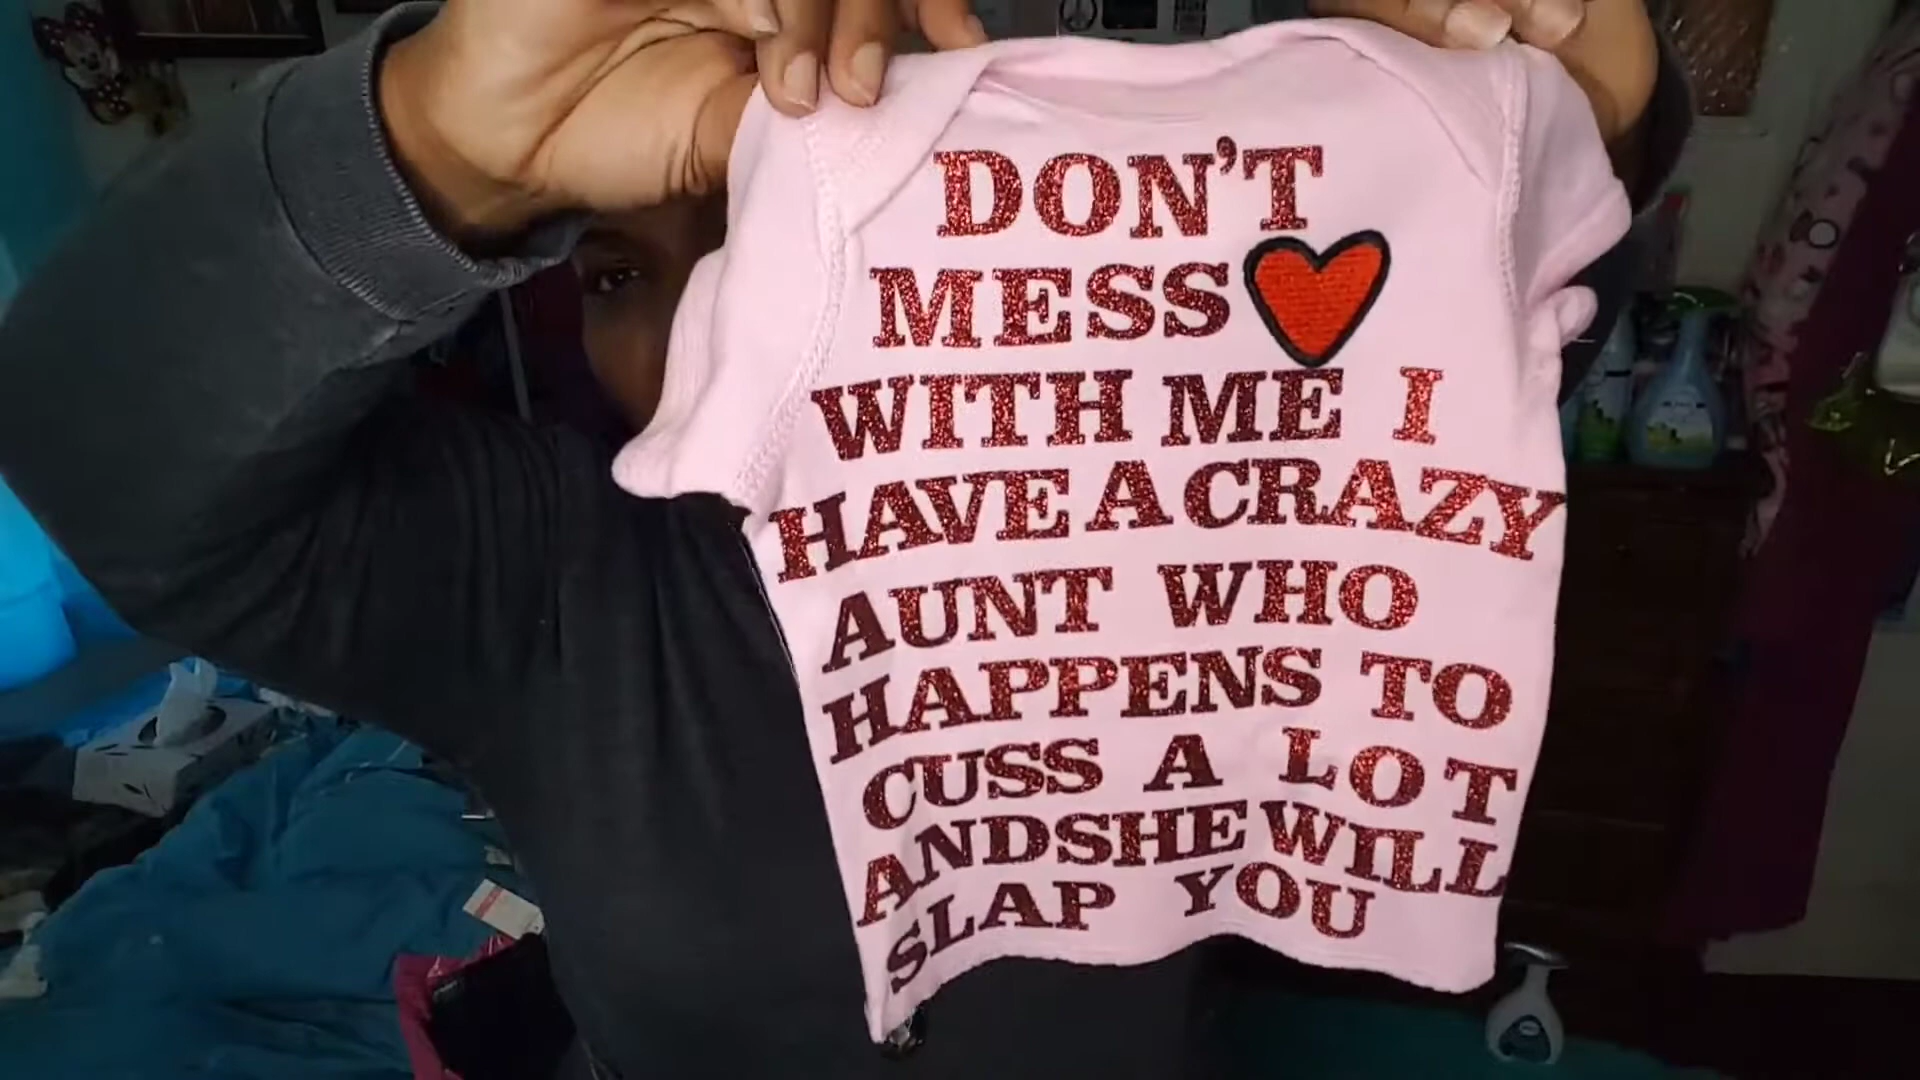 DON'T
MESS
WITH ME I
HAVE A CRAZY
AUNT WHO
HAPPENS TO
CUSS A LOT
ANDSHE WILL
SLAP YOU